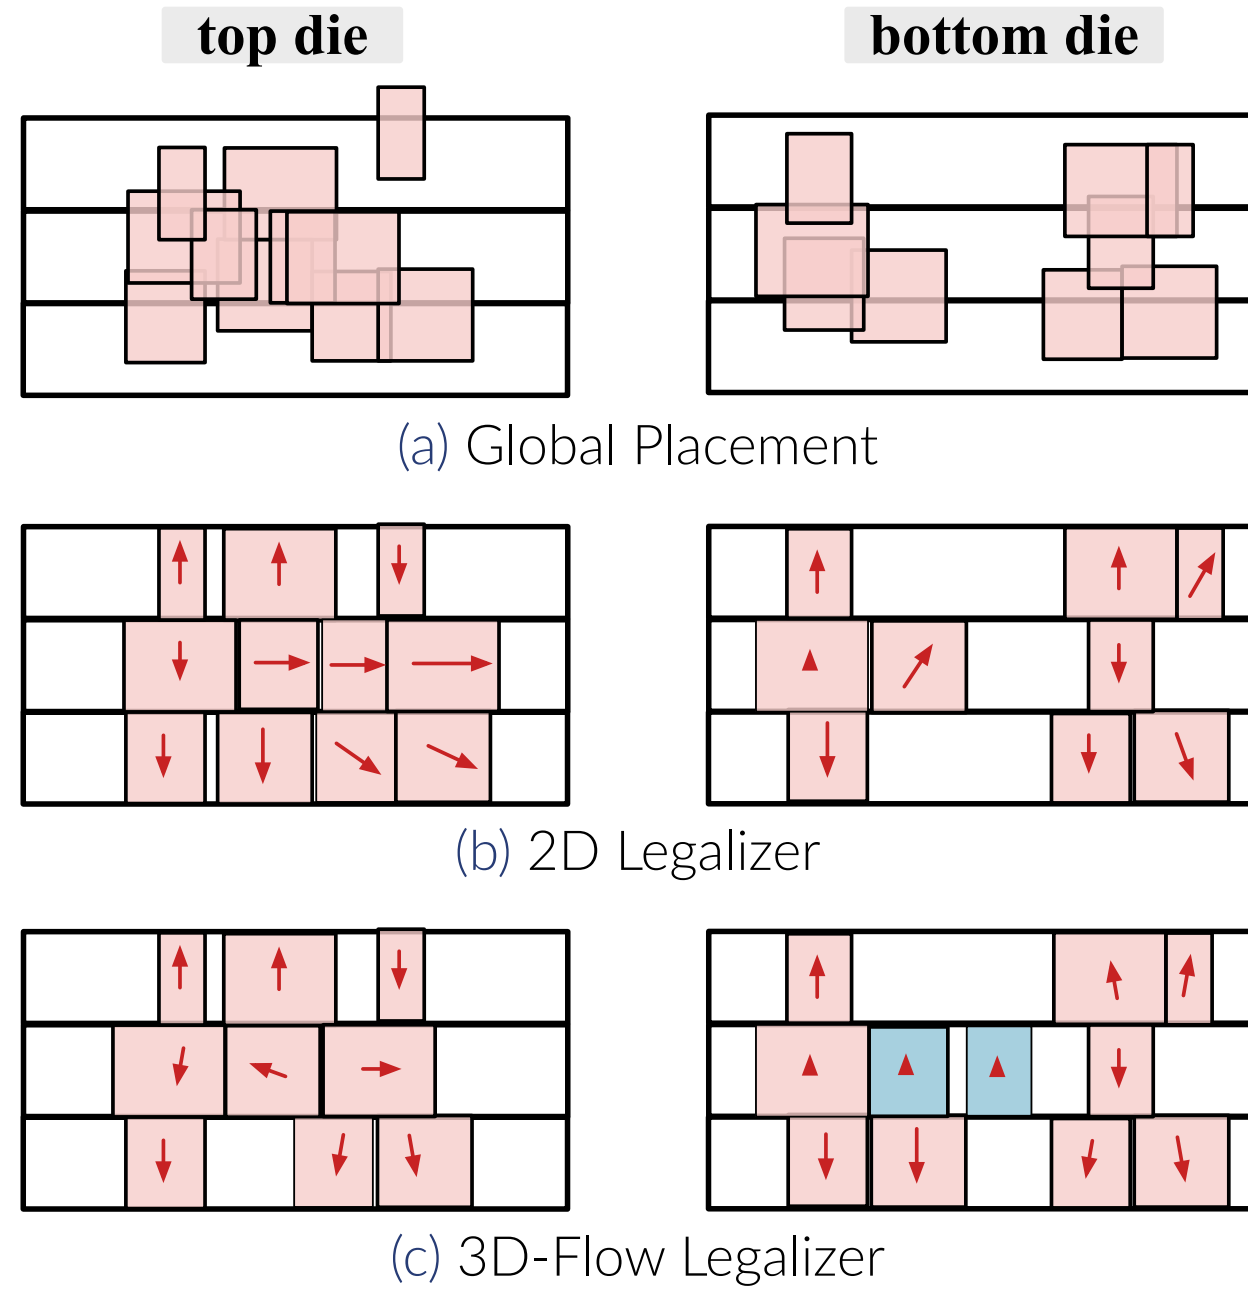 top die
bottom die
(a) Global Placement
(b) 2D Legalizer
(c) 3D-Flow Legalizer